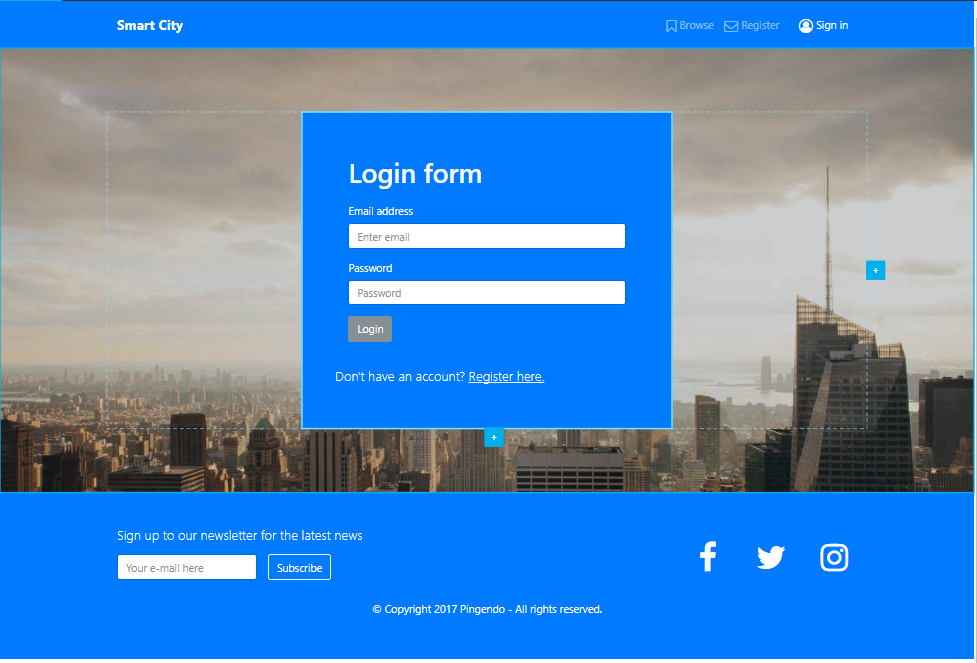 Smart City
Browse
Register
Sign in
Login form
Email address
Enter email
Password
Password
Login
Don't have an account? Register here.
+
+
Sign up to our newsletter for the latest news
Your e-mail here
Subscribe
© Copyright 2017 Pingendo - All rights reserved.